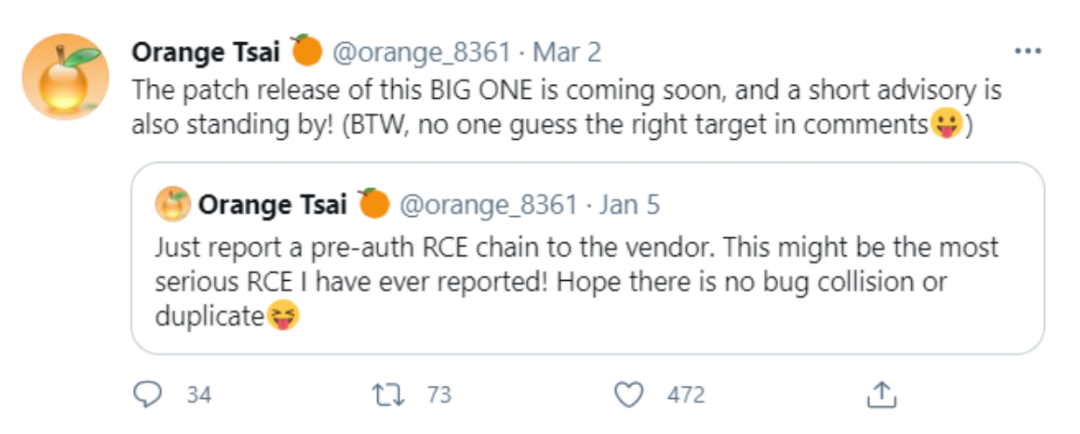 Orange Tsai 🍊 @orange_8361 · Mar 2
The patch release of this BIG ONE is coming soon, and a short advisory is
also standing by! (BTW, no one guess the right target in comments😛)
Orange Tsai 🍊 @orange_8361 · Jan 5
Just report a pre-auth RCE chain to the vendor. This might be the most
serious RCE I have ever reported! Hope there is no bug collision or
duplicate😝
34 73 472